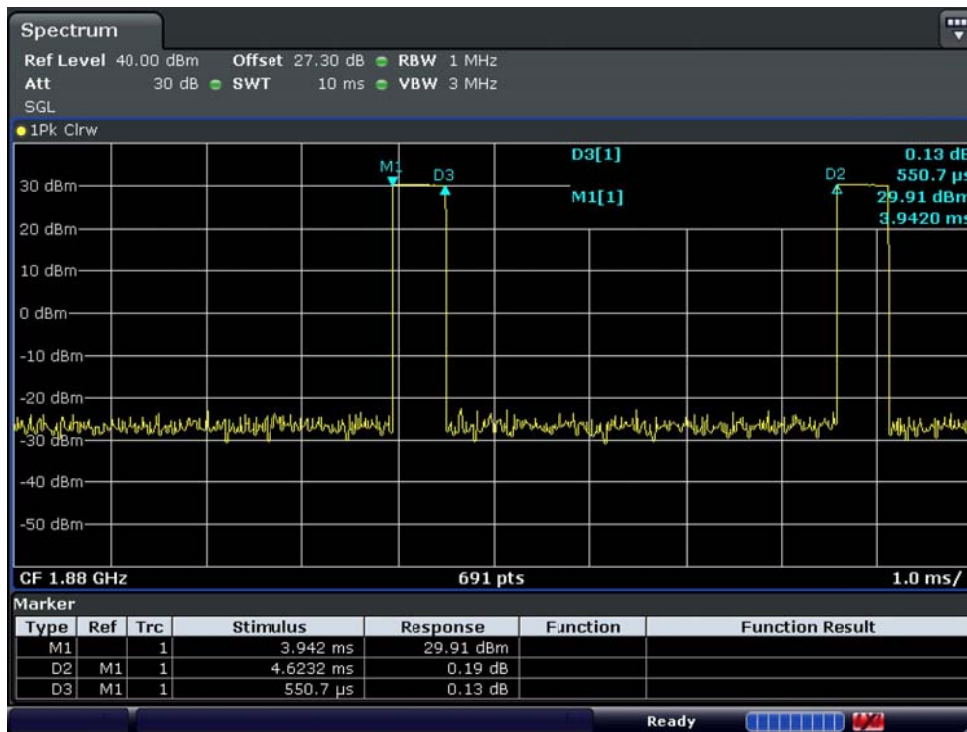 Spectrum
Ref Level 40.00 dBm Offset 27.30 dB RBW 1 MHz
Att 30 dB SWT 10 ms VBW 3 MHz
SGL
1Pk Clrw
D3[1] 0.13 dB
550.7 µs
M1[1] 29.91 dBm
3.9420 ms
M1
D3
D2
30 dBm
20 dBm
10 dBm
0 dBm
-10 dBm
-20 dBm
-30 dBm
-40 dBm
-50 dBm
CF 1.88 GHz 691 pts 1.0 ms/
Marker
Type Ref Trc Stimulus Response Function Function Result
M1 1 3.942 ms 29.91 dBm
D2 M1 1 4.6232 ms 0.19 dB
D3 M1 1 550.7 µs 0.13 dB
Ready